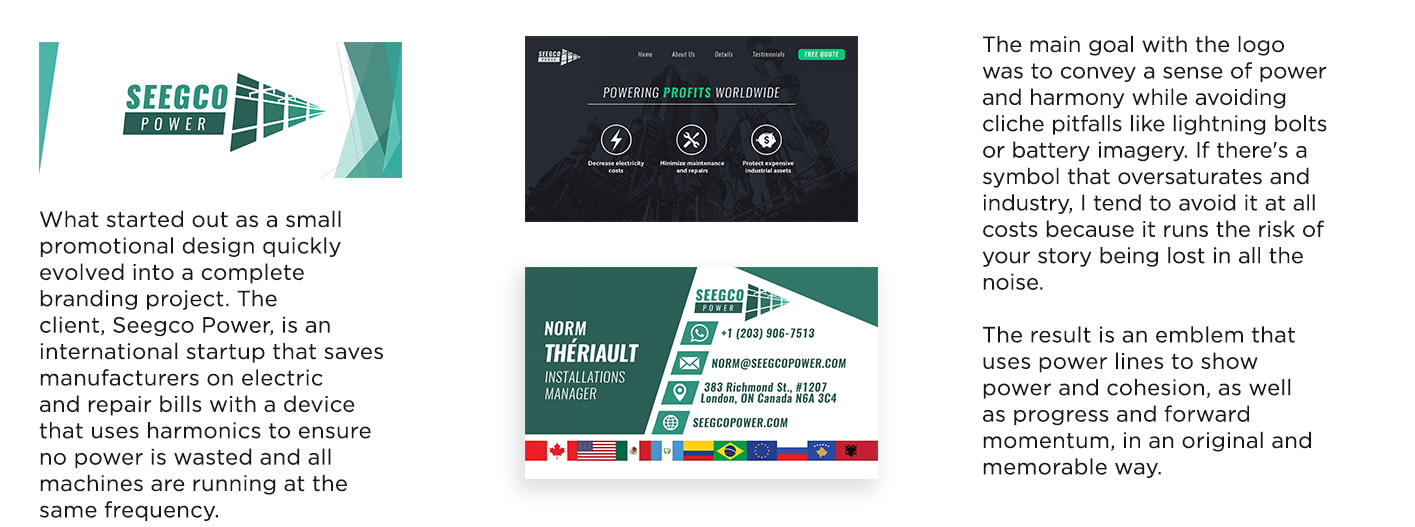 SEEGCO
POWER
What started out as a small
promotional design quickly
evolved into a complete
branding project. The
client, Seegco Power, is an
international startup that saves
manufacturers on electric
and repair bills with a device
that uses harmonics to ensure
no power is wasted and all
machines are running at the
same frequency.
SEEGCO
POWER
Home About Us Details Testimonials FREE QUOTE
POWERING PROFITS WORLDWIDE
Decrease electricity
costs
Minimize maintenance
and repairs
Protect expensive
industrial assets
SEEGCO
POWER
NORM
THÉRIAULT
INSTALLATIONS
MANAGER
+1 (203) 906-7513
NORM@SEEGCOPOWER.COM
383 Richmond St., #1207
London, ON Canada N6A 3C4
SEEGCOPOWER.COM
The main goal with the logo
was to convey a sense of power
and harmony while avoiding
cliche pitfalls like lightning bolts
or battery imagery. If there's a
symbol that oversaturates and
industry, I tend to avoid it at all
costs because it runs the risk of
your story being lost in all the
noise.
The result is an emblem that
uses power lines to show
power and cohesion, as well
as progress and forward
momentum, in an original and
memorable way.